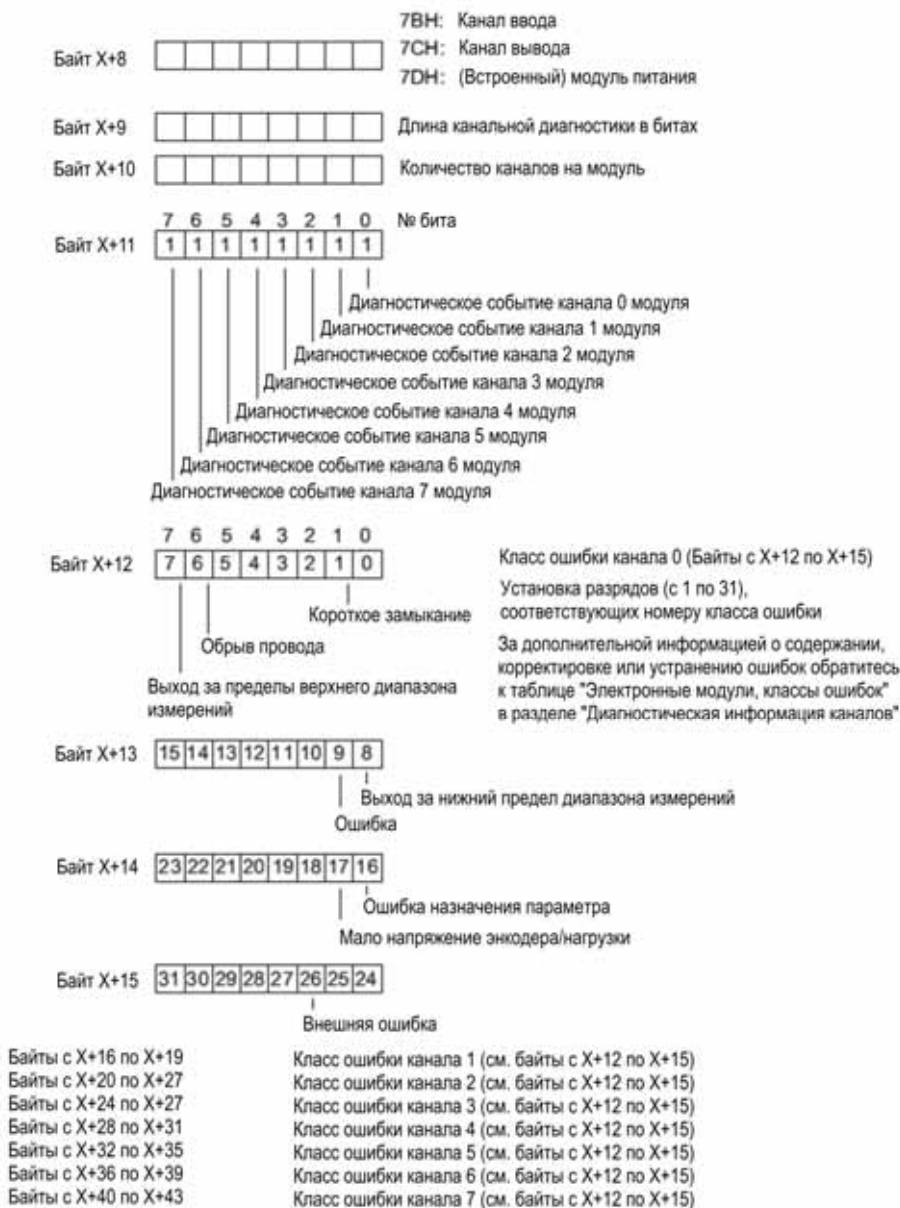 7BH: Канал ввода
Байт X+8
7CH: Канал вывода
7DH: (Встроенный) модуль питания
Байт X+9
Длина канальной диагностики в битах
Байт X+10
Количество каналов на модуль
7 6 5 4 3 2 1 0 № бита
Байт X+11 1 1 1 1 1 1 1 1
Диагностическое событие канала 0 модуля
Диагностическое событие канала 1 модуля
Диагностическое событие канала 2 модуля
Диагностическое событие канала 3 модуля
Диагностическое событие канала 4 модуля
Диагностическое событие канала 5 модуля
Диагностическое событие канала 6 модуля
Диагностическое событие канала 7 модуля
7 6 5 4 3 2 1 0
Байт X+12 7 6 5 4 3 2 1 0
Короткое замыкание
Обрыв провода
Выход за пределы верхнего диапазона
измерений
Класс ошибки канала 0 (Байты с X+12 по X+15)
Установка разрядов (с 1 по 31),
соответствующих номеру класса ошибки
За дополнительной информацией о содержании,
корректировке или устранению ошибок обратитесь
к таблице "Электронные модули, классы ошибок"
в разделе "Диагностическая информация каналов"
Байт X+13 15 14 13 12 11 10 9 8
Выход за нижний предел диапазона измерений
Ошибка
Байт X+14 23 22 21 20 19 18 17 16
Ошибка назначения параметра
Мало напряжение энкодера/нагрузки
Байт X+15 31 30 29 28 27 26 25 24
Внешняя ошибка
Байты с X+16 по X+19 Класс ошибки канала 1 (см. байты с X+12 по X+15)
Байты с X+20 по X+27 Класс ошибки канала 2 (см. байты с X+12 по X+15)
Байты с X+24 по X+27 Класс ошибки канала 3 (см. байты с X+12 по X+15)
Байты с X+28 по X+31 Класс ошибки канала 4 (см. байты с X+12 по X+15)
Байты с X+32 по X+35 Класс ошибки канала 5 (см. байты с X+12 по X+15)
Байты с X+36 по X+39 Класс ошибки канала 6 (см. байты с X+12 по X+15)
Байты с X+40 по X+43 Класс ошибки канала 7 (см. байты с X+12 по X+15)